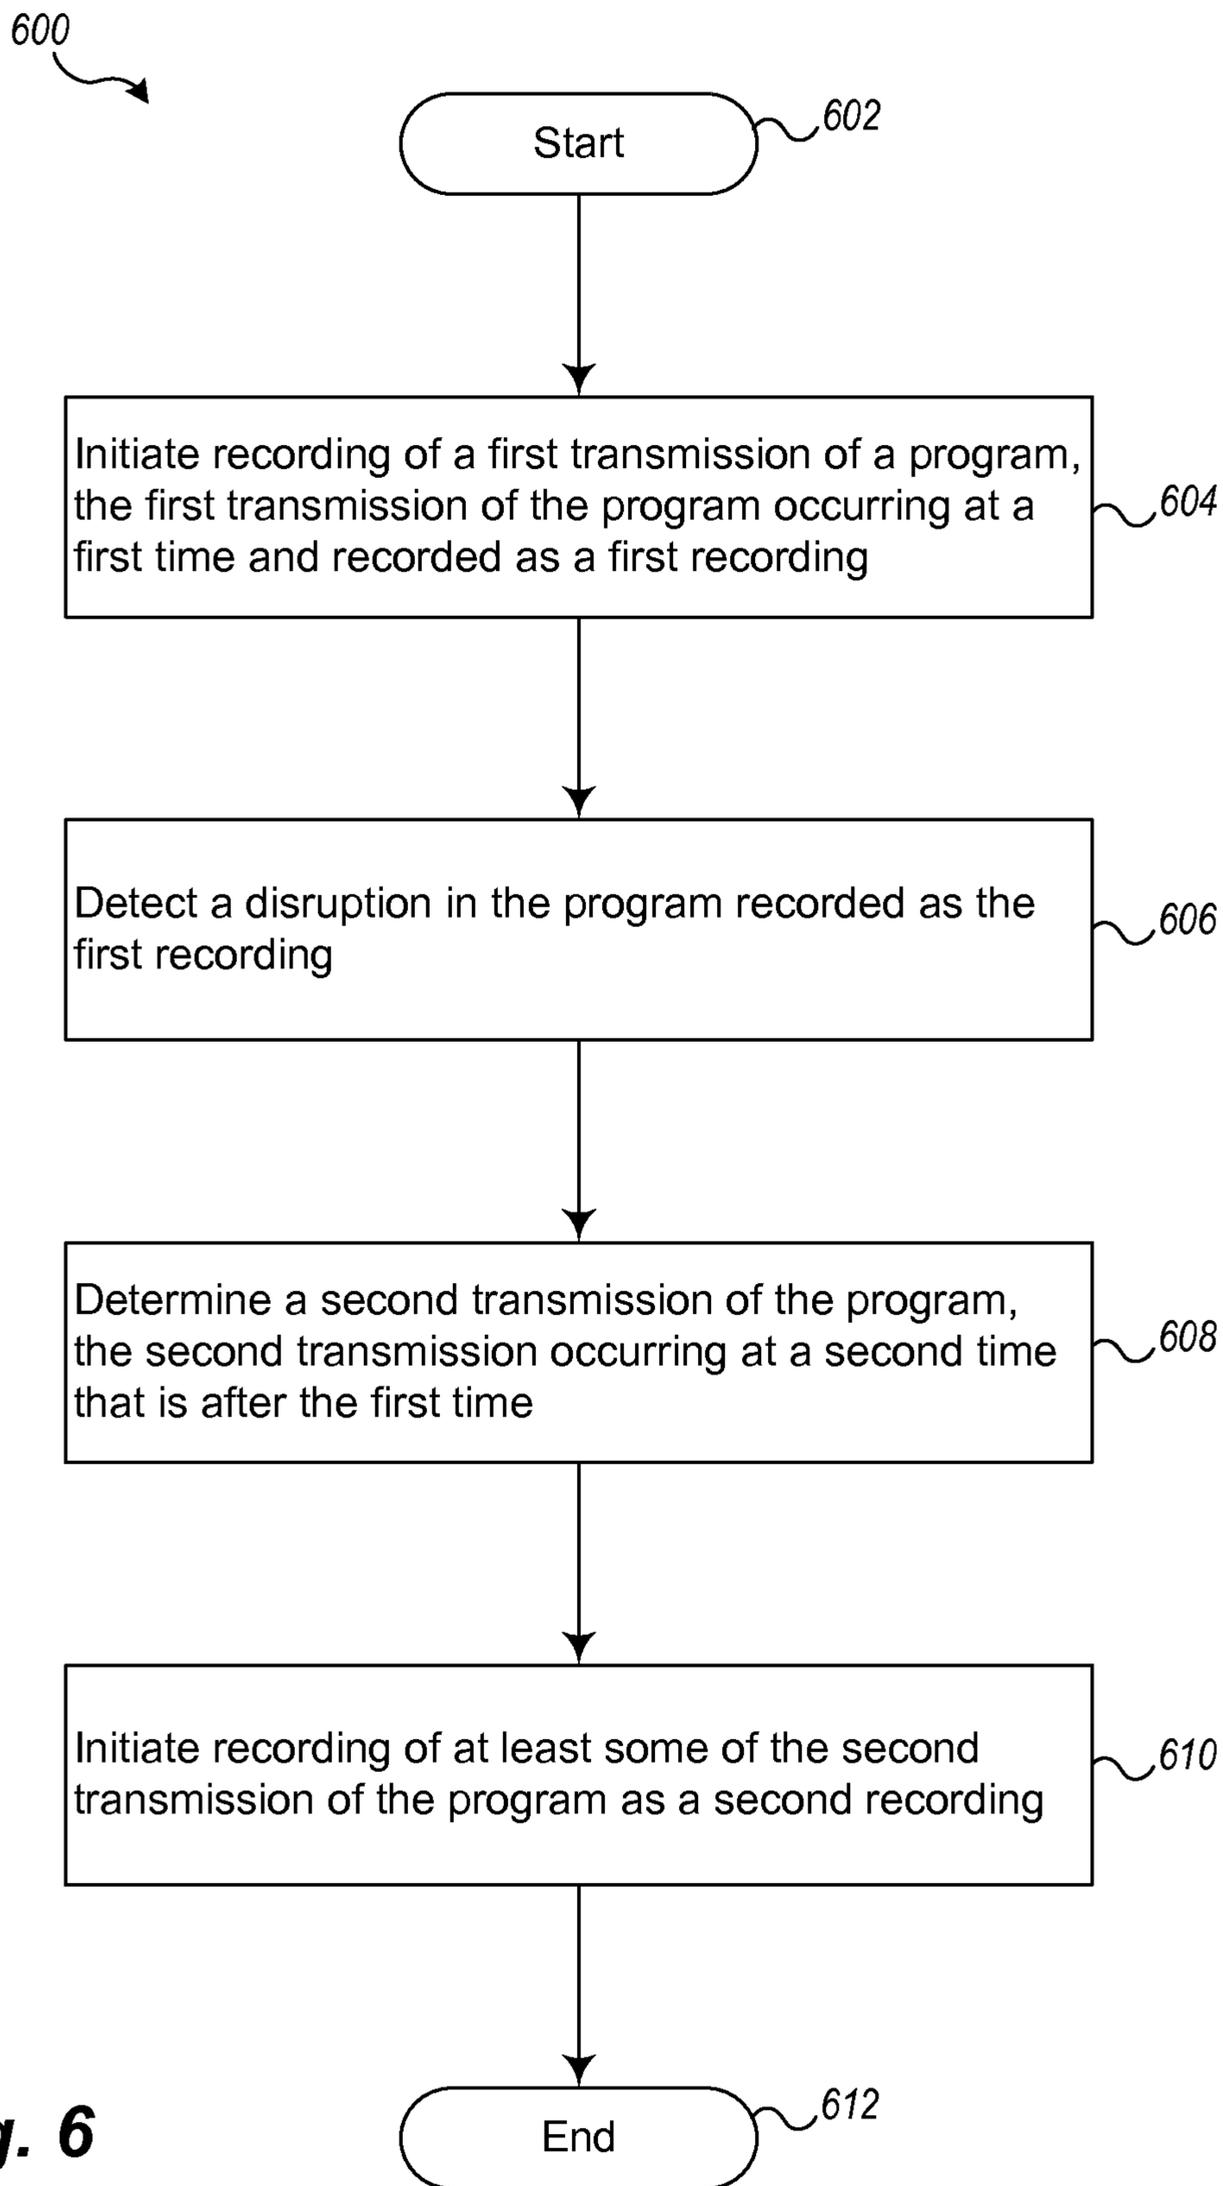 600
Start
602
Initiate recording of a first transmission of a program,
the first transmission of the program occurring at a
first time and recorded as a first recording
604
Detect a disruption in the program recorded as the
first recording
606
Determine a second transmission of the program,
the second transmission occurring at a second time
that is after the first time
608
Initiate recording of at least some of the second
transmission of the program as a second recording
610
End
612
g. 6